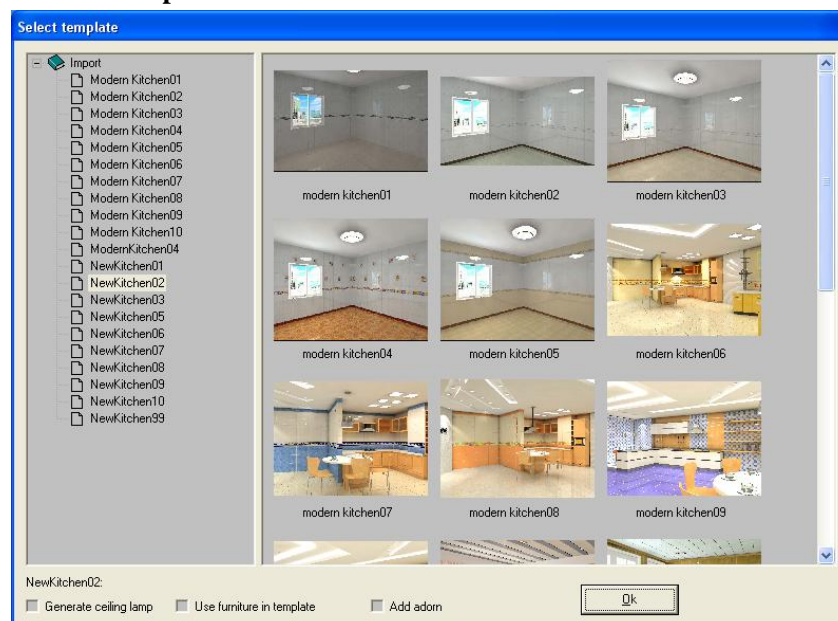 Select template
Import
Modern Kitchen01
Modern Kitchen02
Modern Kitchen03
Modern Kitchen04
Modern Kitchen05
Modern Kitchen06
Modern Kitchen07
Modern Kitchen08
Modern Kitchen09
Modern Kitchen10
ModernKitchen04
NewKitchen01
NewKitchen02
NewKitchen03
NewKitchen05
NewKitchen06
NewKitchen07
NewKitchen08
NewKitchen09
NewKitchen10
NewKitchen99
modern kitchen01 modern kitchen02 modern kitchen03
modern kitchen04 modern kitchen05 modern kitchen06
modern kitchen07 modern kitchen08 modern kitchen09
NewKitchen02:
Generate ceiling lamp Use furniture in template Add adorn Ok